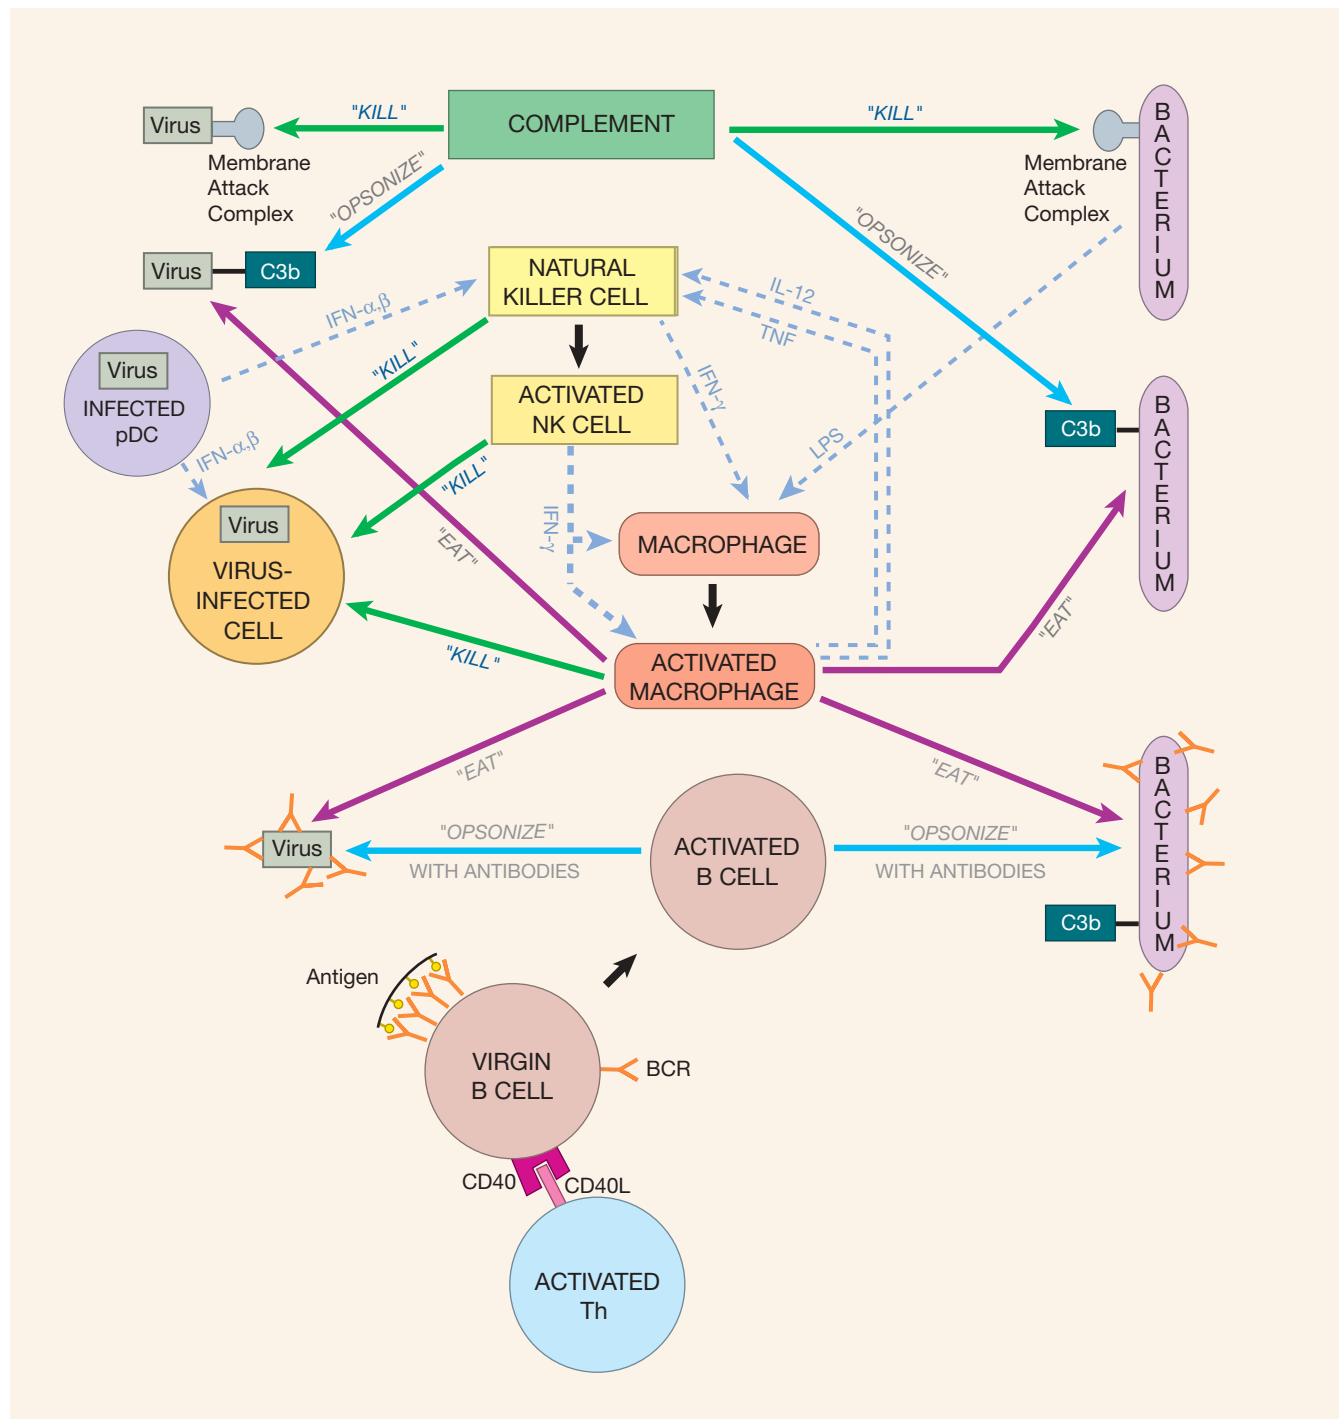 "KILL"
COMPLEMENT
"KILL"
Virus
Membrane
Attack
Complex
"OPSONIZE"
Virus
C3b
Membrane
Attack
Complex
BACTERIUM
"OPSONIZE"
NATURAL
KILLER CELL
IL-12
TNF
IFN-α,β
Virus
INFECTED
pDC
IFN-α,β
"KILL"
ACTIVATED
NK CELL
IFN-γ
LPS
C3b
BACTERIUM
"KILL"
Virus
VIRUS-
INFECTED
CELL
"EAT"
IFN-γ
MACROPHAGE
"EAT"
"KILL"
ACTIVATED
MACROPHAGE
"EAT"
"EAT"
Virus
"OPSONIZE"
WITH ANTIBODIES
ACTIVATED
B CELL
"OPSONIZE"
WITH ANTIBODIES
BACTERIUM
C3b
Antigen
VIRGIN
B CELL
BCR
CD40
CD40L
ACTIVATED
Th